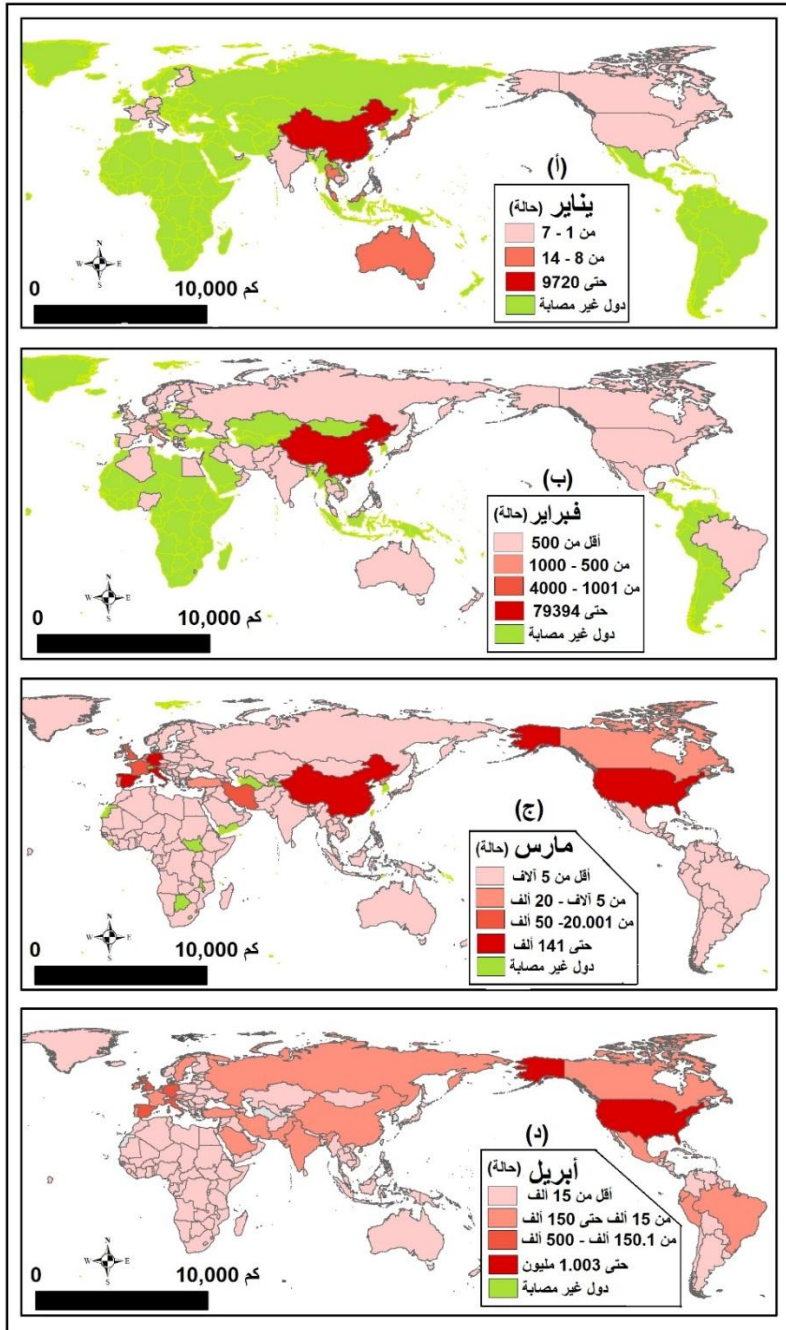 (أ)
يناير (حالة)
من 1 - 7
من 8 - 14
حتى 9720
دول غير مصابة
N
W E
S
0 10,000 كم
(ب)
فبراير (حالة)
أقل من 500
من 500 - 1000
من 1001 - 4000
حتى 79394
دول غير مصابة
N
W E
S
0 10,000 كم
(ج)
مارس (حالة)
أقل من 5 آلاف
من 5 آلاف - 20 ألف
من 20.001- 50 ألف
حتى 141 ألف
دول غير مصابة
N
W E
S
0 10,000 كم
(د)
أبريل (حالة)
أقل من 15 ألف
من 15 ألف حتى 150 ألف
من 150.1 ألف - 500 ألف
حتى 1.003 مليون
دول غير مصابة
N
W E
S
0 10,000 كم